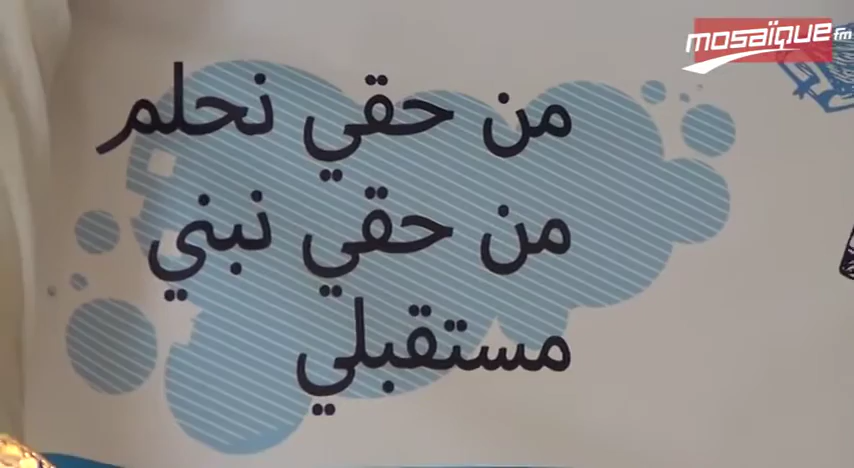 mosaïque fm
من حقي نحلم
من حقي نبني
مستقبلي